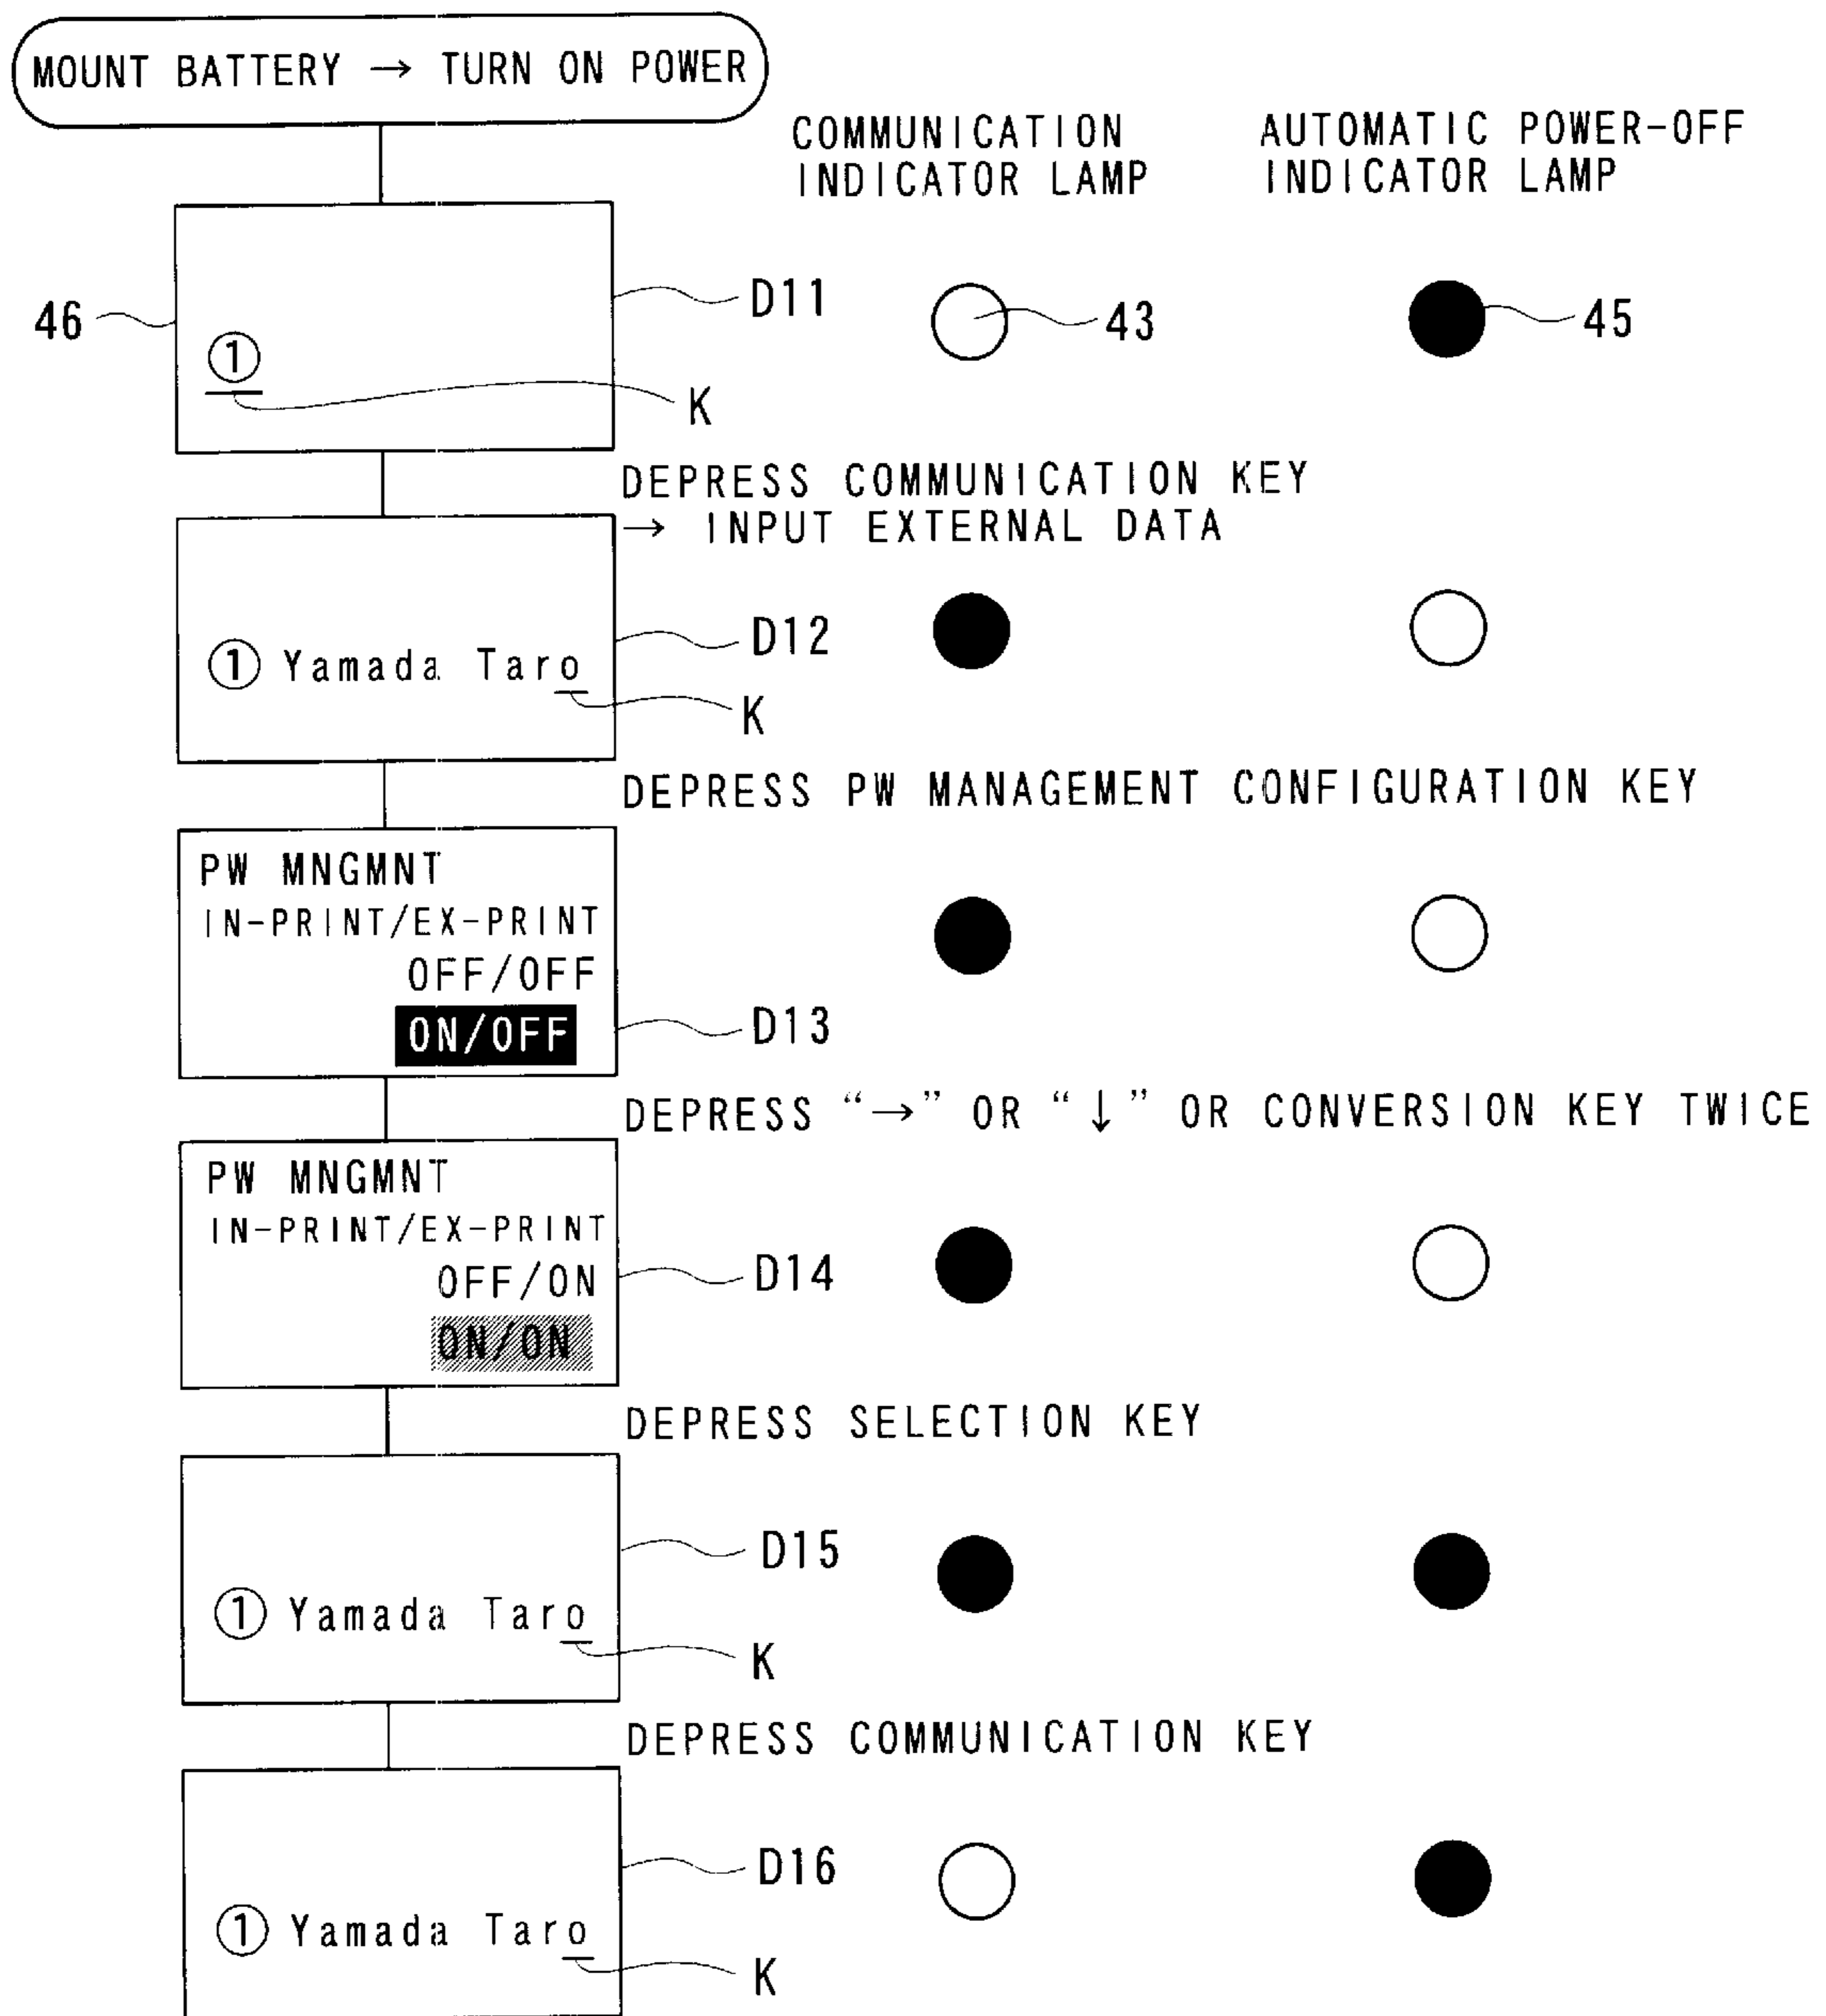 MOUNT BATTERY → TURN ON POWER
COMMUNICATION
INDICATOR LAMP
AUTOMATIC POWER-OFF
INDICATOR LAMP
46
①
D11
K
43
45
DEPRESS COMMUNICATION KEY
→ INPUT EXTERNAL DATA
① Yamada Taro
D12
K
DEPRESS PW MANAGEMENT CONFIGURATION KEY
PW MNGMNT
IN-PRINT/EX-PRINT
OFF/OFF
ON/OFF
D13
DEPRESS “→” OR “↓” OR CONVERSION KEY TWICE
PW MNGMNT
IN-PRINT/EX-PRINT
OFF/ON
ON/ON
D14
DEPRESS SELECTION KEY
D15
① Yamada Taro
K
DEPRESS COMMUNICATION KEY
D16
① Yamada Taro
K